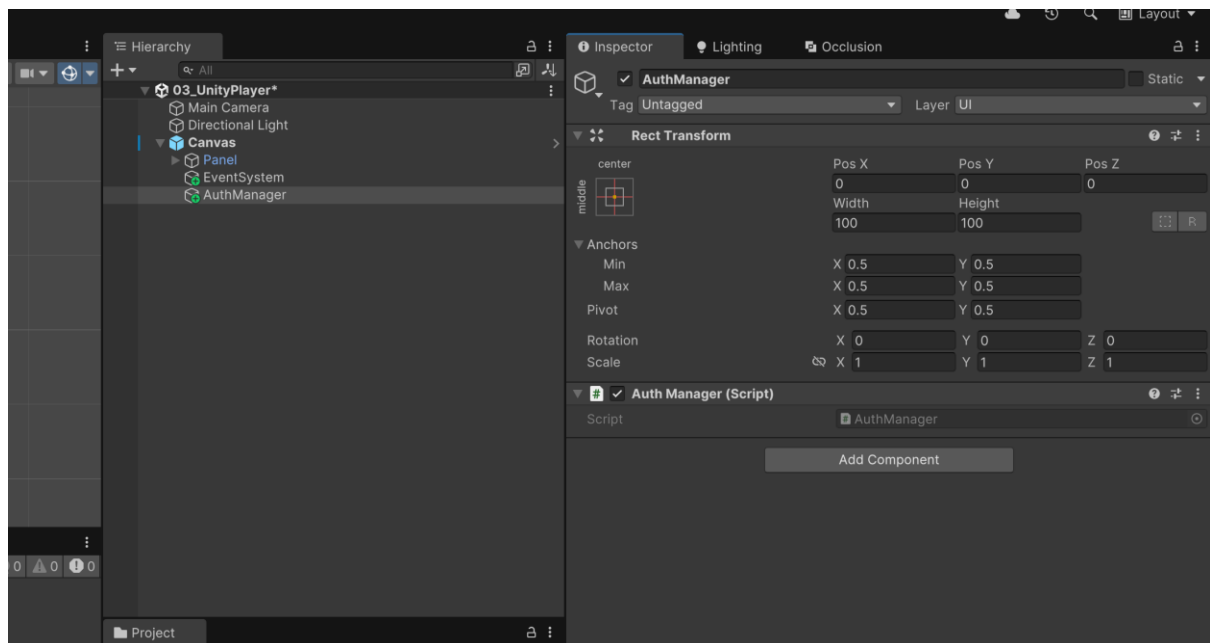 Layout
Hierarchy
Inspector
Lighting
Occlusion
All
AuthManager
Static
03_UnityPlayer*
Tag Untagged
Layer UI
Main Camera
Directional Light
Rect Transform
Canvas
Panel
EventSystem
AuthManager
center
middle
Pos X
Pos Y
Pos Z
0
0
0
Width
Height
100
100
R
Anchors
Min
X 0.5
Y 0.5
Max
X 0.5
Y 0.5
Pivot
X 0.5
Y 0.5
Rotation
X 0
Y 0
Z 0
Scale
X 1
Y 1
Z 1
# Auth Manager (Script)
Script
AuthManager
Add Component
0
0
0
Project